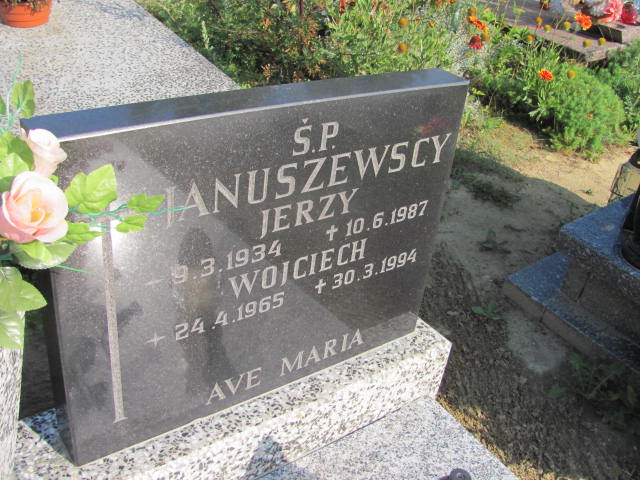 Ś.P.
JANUSZEWSCY
JERZY
✶ 9.3.1934 ✝ 10.6.1987
WOJCIECH
✶ 24.4.1965 ✝ 30.3.1994
AVE MARIA